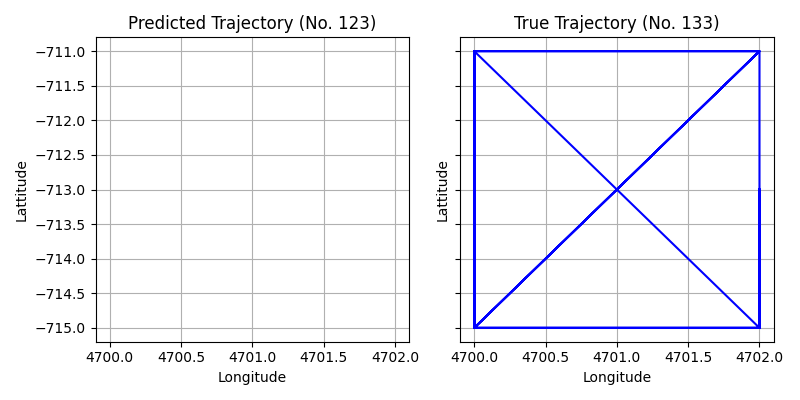 Predicted Trajectory (No. 123)
True Trajectory (No. 133)
−711.0
−711.5
−712.0
−712.5
−713.0
−713.5
−714.0
−714.5
−715.0
Lattitude
Lattitude
4700.0 4700.5 4701.0 4701.5 4702.0
4700.0 4700.5 4701.0 4701.5 4702.0
Longitude
Longitude